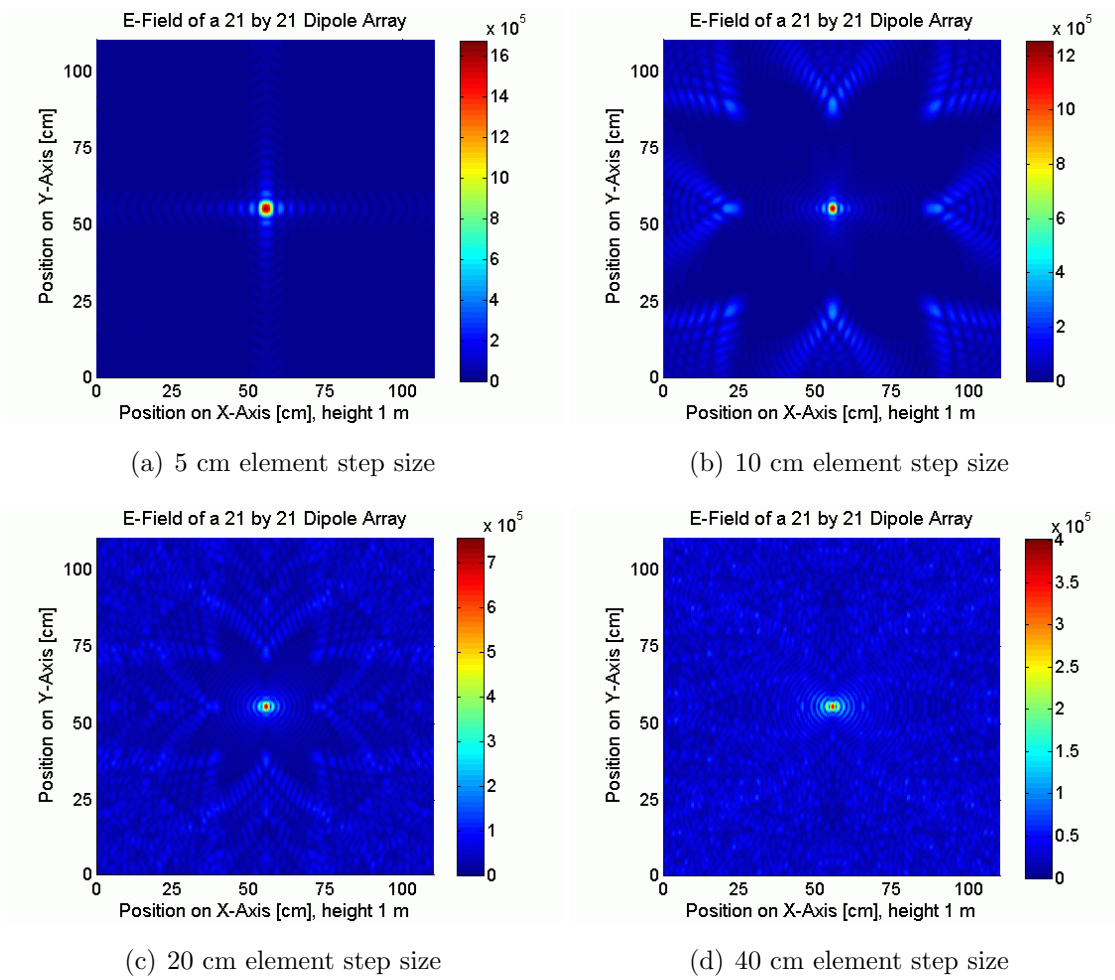 E-Field of a 21 by 21 Dipole Array
x 10^5
100
75
50
25
0
Position on Y-Axis [cm]
0 25 50 75 100
Position on X-Axis [cm], height 1 m
16
14
12
10
8
6
4
2
0
(a) 5 cm element step size
E-Field of a 21 by 21 Dipole Array
x 10^5
100
75
50
25
0
Position on Y-Axis [cm]
0 25 50 75 100
Position on X-Axis [cm], height 1 m
12
10
8
6
4
2
0
(b) 10 cm element step size
E-Field of a 21 by 21 Dipole Array
x 10^5
100
75
50
25
0
Position on Y-Axis [cm]
0 25 50 75 100
Position on X-Axis [cm], height 1 m
7
6
5
4
3
2
1
0
(c) 20 cm element step size
E-Field of a 21 by 21 Dipole Array
x 10^5
100
75
50
25
0
Position on Y-Axis [cm]
0 25 50 75 100
Position on X-Axis [cm], height 1 m
4
3.5
3
2.5
2
1.5
1
0.5
0
(d) 40 cm element step size